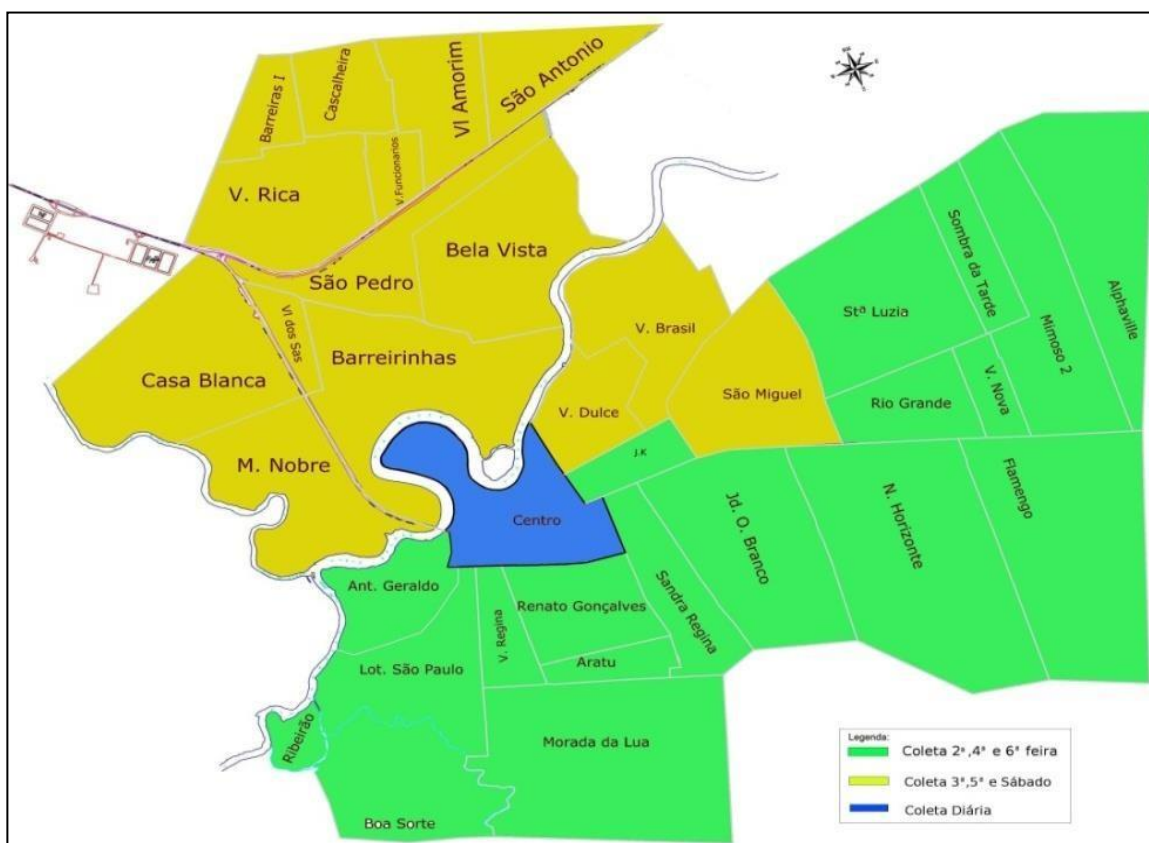 Barreiras I
Cascalheira
VI Amorim
São Antonio
V. Rica
V.Funcionarios
Bela Vista
São Pedro
VI dos Sas
Barreirinhas
Casa Blanca
M. Nobre
V. Brasil
V. Dulce
São Miguel
J.K
Centro
Stª Luzia
Sombra da Tarde
Mimoso 2
Alphaville
Rio Grande
V. Nova
Flamengo
N. Horizonte
Jd. O. Branco
Sandra Regina
Ant. Geraldo
Renato Gonçalves
V. Regina
Aratu
Lot. São Paulo
Ribeirão
Morada da Lua
Boa Sorte
Legenda:
Coleta 2ª,4ª e 6ª feira
Coleta 3ª,5ª e Sábado
Coleta Diária